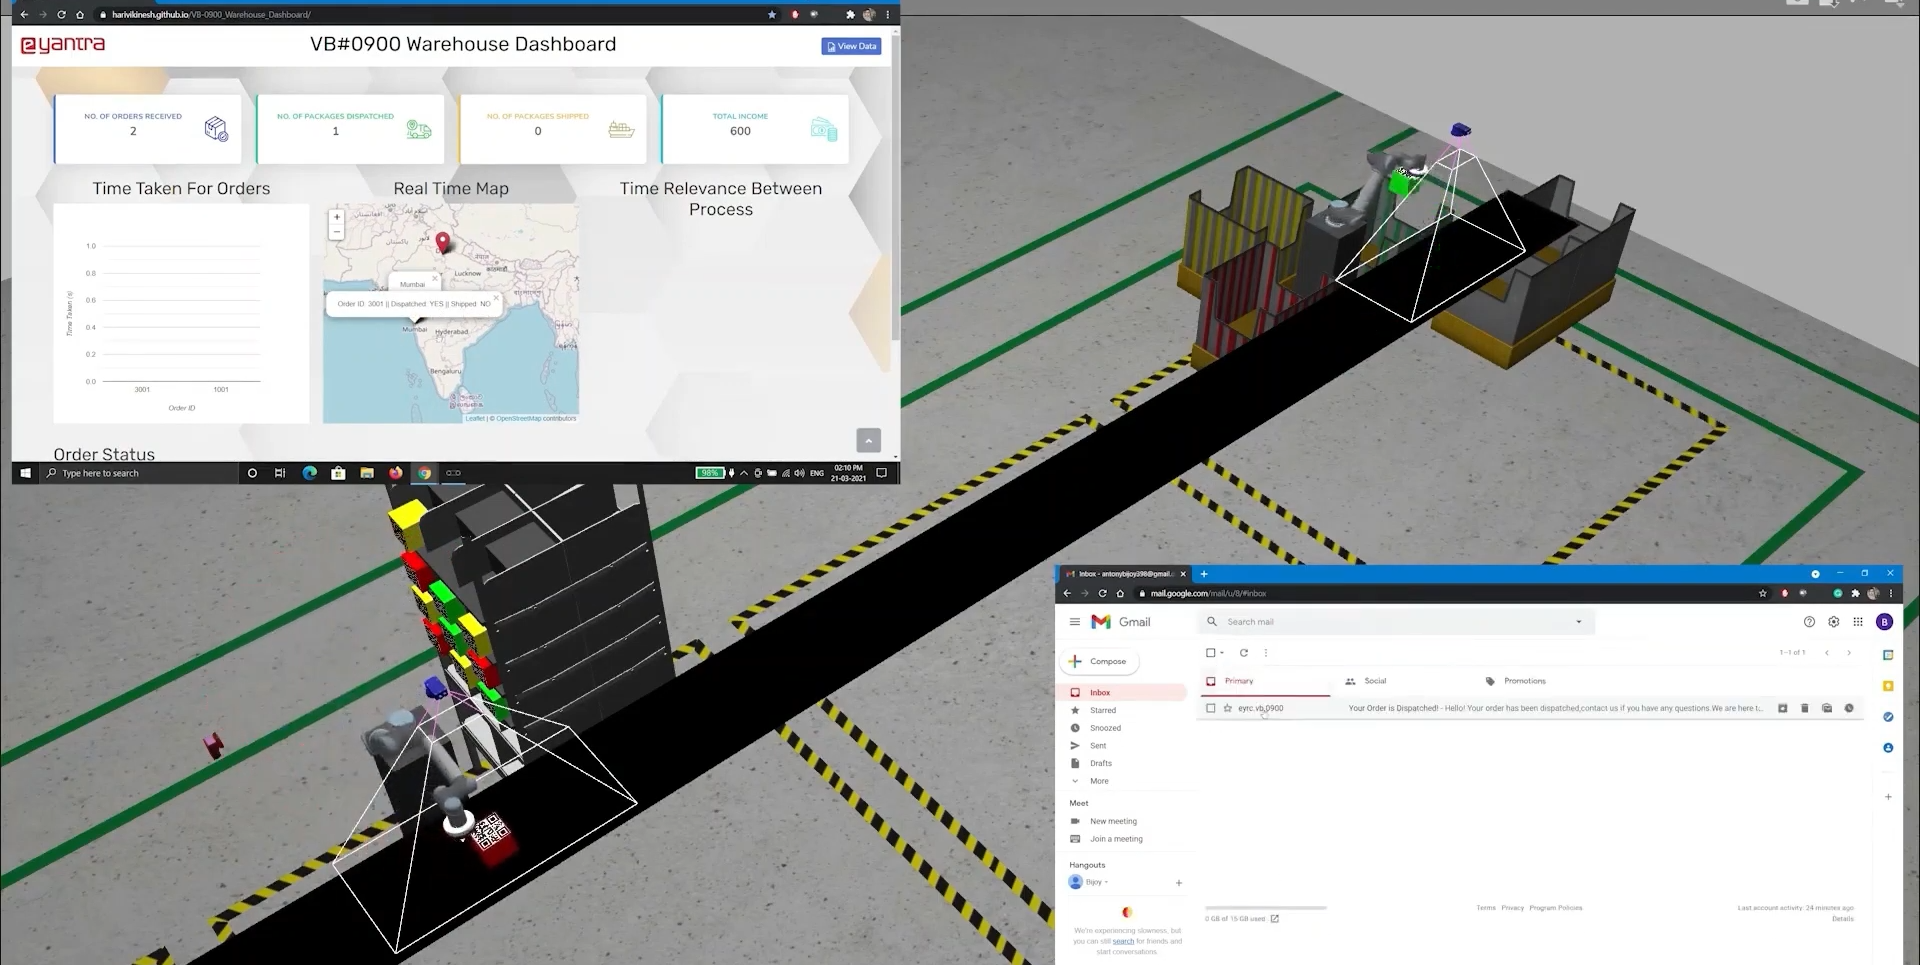 harivikinesh.github.io/VB-0900_Warehouse_Dashboard/
eyantra
VB#0900 Warehouse Dashboard
View Data
NO. OF ORDERS RECEIVED
2
NO. OF PACKAGES DISPATCHED
1
NO. OF PACKAGES SHIPPED
0
TOTAL INCOME
600
Time Taken For Orders
Real Time Map
Time Relevance Between
Process
1.0
0.8
0.6
0.4
0.2
0.0
Time Taken (s)
3001 1001
Order ID
+
−
Lucknow
Mumbai
Order ID: 3001 || Dispatched: YES || Shipped: NO
Mumbai
Hyderabad
Bengaluru
Leaflet | © OpenStreetMap contributors
Order Status
Type here to search
98%
ENG
02:10 PM
21-03-2021
Inbox - antonybijoy398@gmail.
mail.google.com/mail/u/8/#inbox
Gmail
Search mail
B
Compose
1–1 of 1
Primary
Social
Promotions
Inbox
eyrc.vb.0900
Your Order is Dispatched! - Hello! Your order has been dispatched,contact us if you have any questions.We are here t...
Starred
Snoozed
Sent
Drafts
More
Meet
New meeting
Join a meeting
Hangouts
Bijoy
We're experiencing slowness, but
you can still search for friends and
start conversations.
0 GB of 15 GB used
Terms Privacy Program Policies
Last account activity: 24 minutes ago
Details